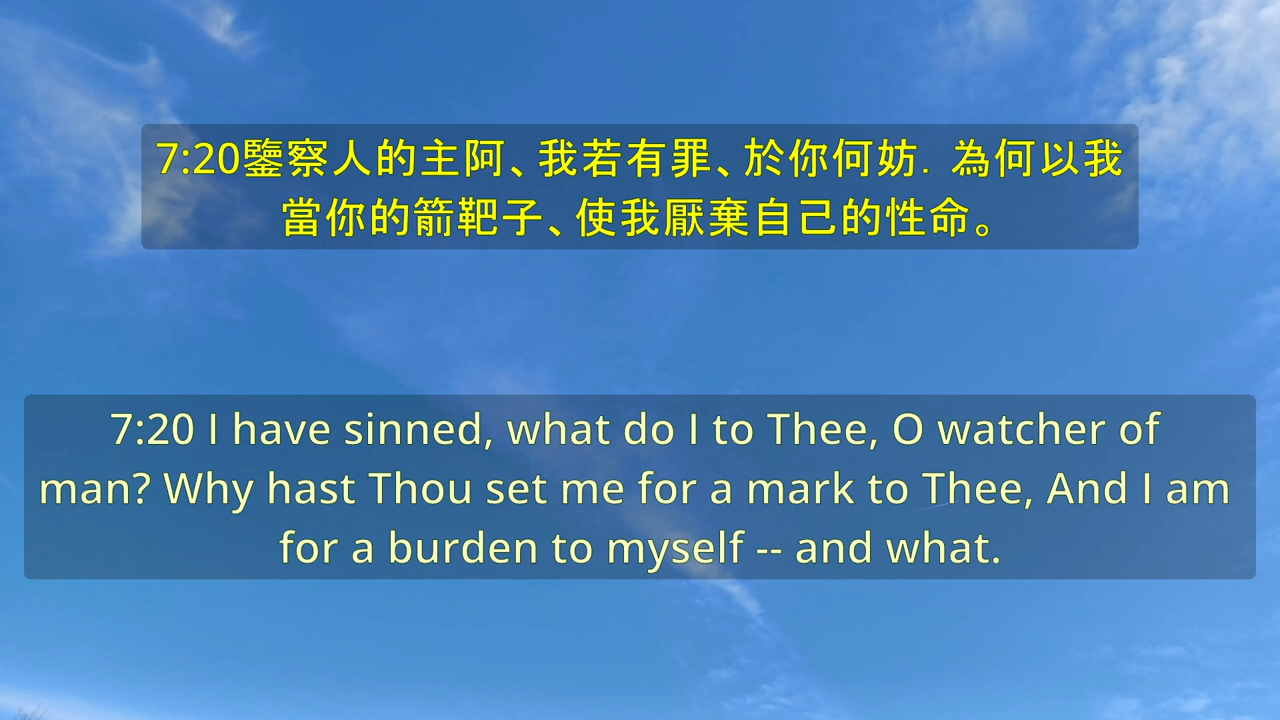 7:20鑒察人的主阿、我若有罪、於你何妨．為何以我
當你的箭靶子、使我厭棄自己的性命。
7:20 I have sinned, what do I to Thee, O watcher of
man? Why hast Thou set me for a mark to Thee, And I am
for a burden to myself -- and what.